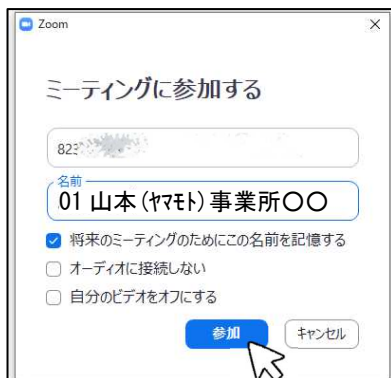 Zoom
ミーティングに参加する
823
名前
01 山本(ﾔﾏﾓﾄ)事業所〇〇
将来のミーティングのためにこの名前を記憶する
オーディオに接続しない
自分のビデオをオフにする
参加 キャンセル